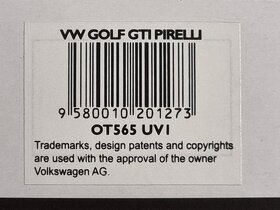 VW GOLF GTI PIRELLI
9 580010 201273
OT565 UV1
Trademarks, design patents and copyrights
are used with the approval of the owner
Volkswagen AG.